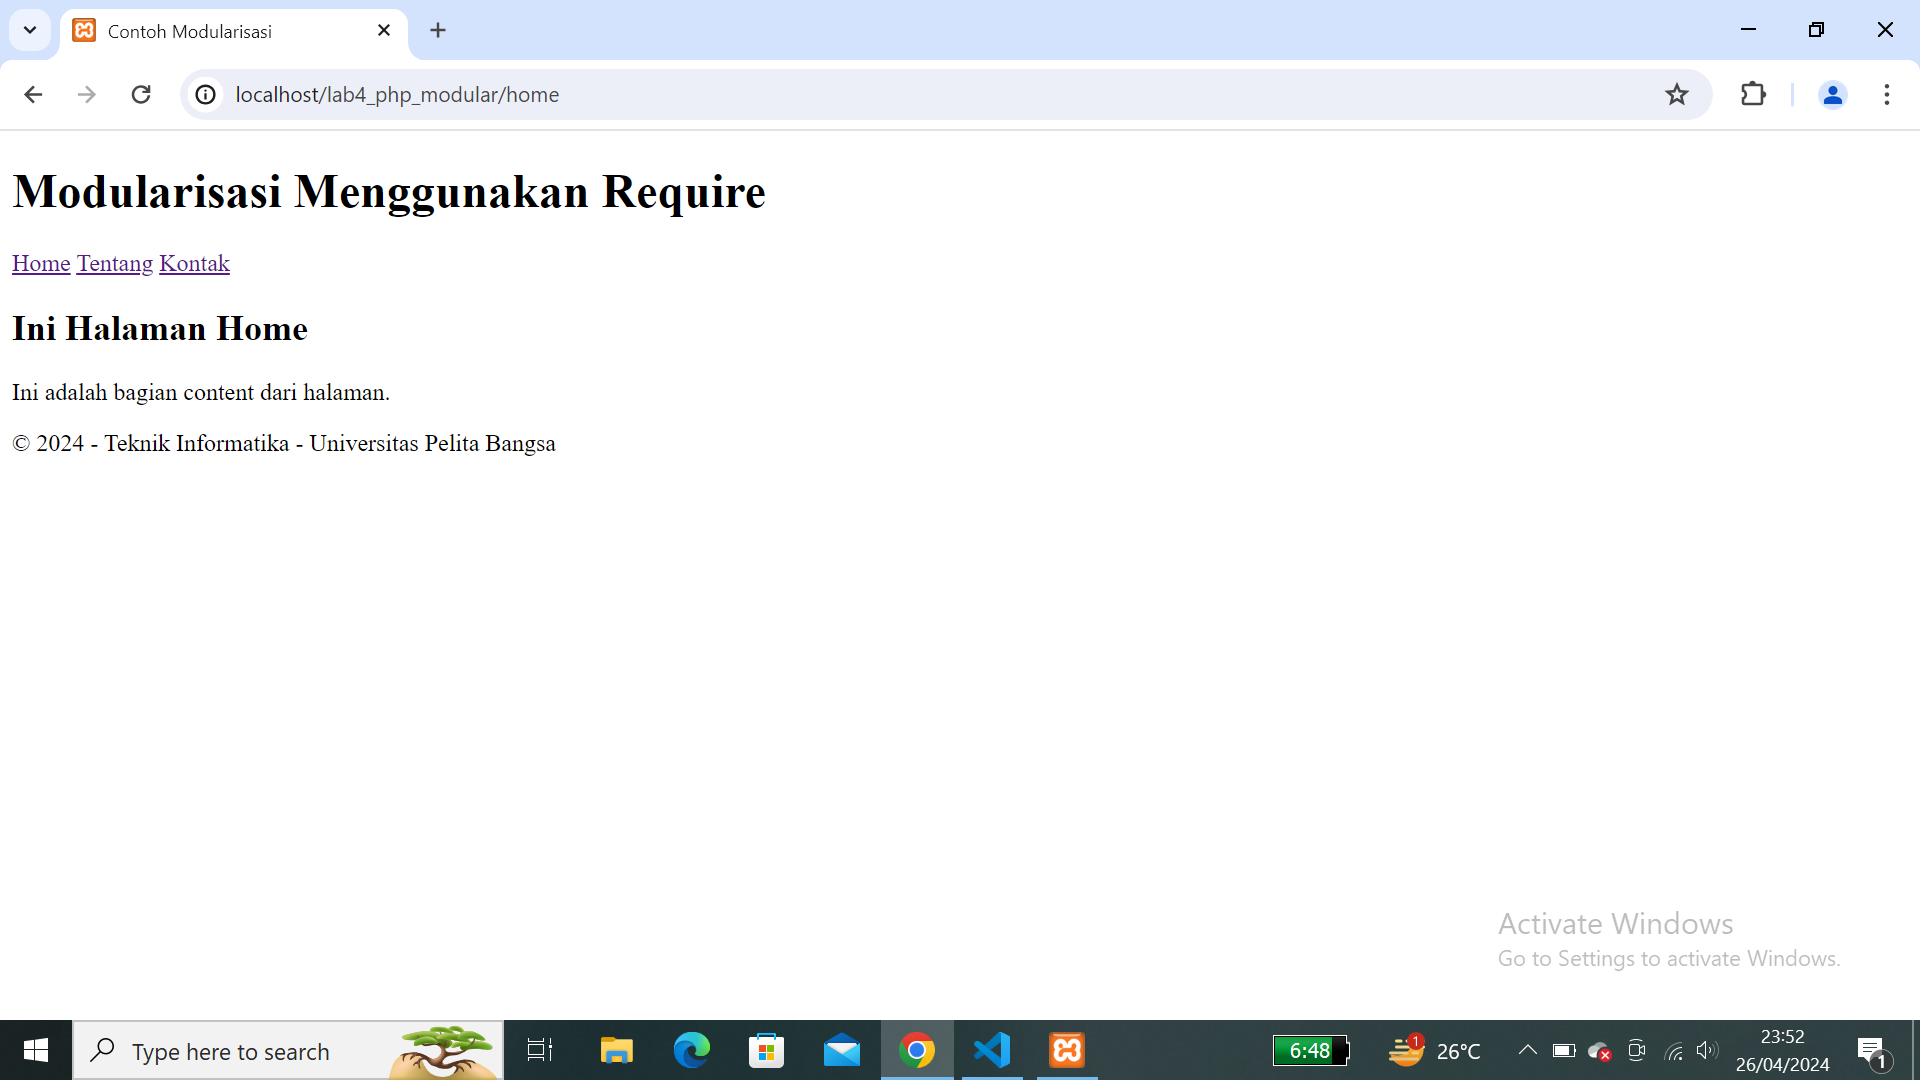 Contoh Modularisasi
localhost/lab4_php_modular/home
Modularisasi Menggunakan Require
Home Tentang Kontak
Ini Halaman Home
Ini adalah bagian content dari halaman.
© 2024 - Teknik Informatika - Universitas Pelita Bangsa
Activate Windows
Go to Settings to activate Windows.
Type here to search
6:48
1
26°C
23:52
26/04/2024
1